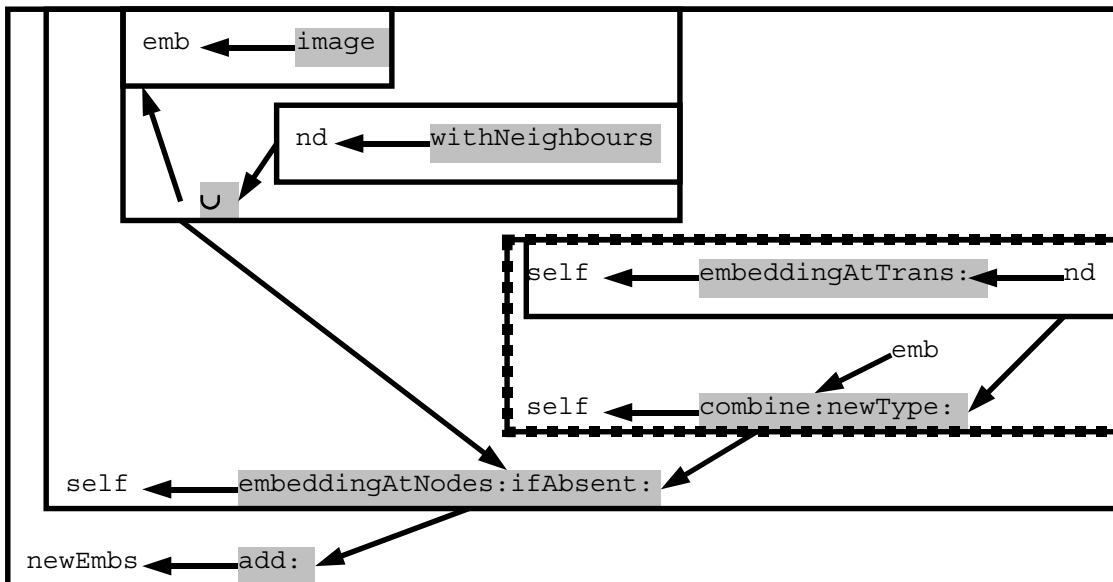 emb image
nd withNeighbours
∪
self embeddingAtTrans: nd
emb
self combine:newType:
self embeddingAtNodes:ifAbsent:
newEmbs add: